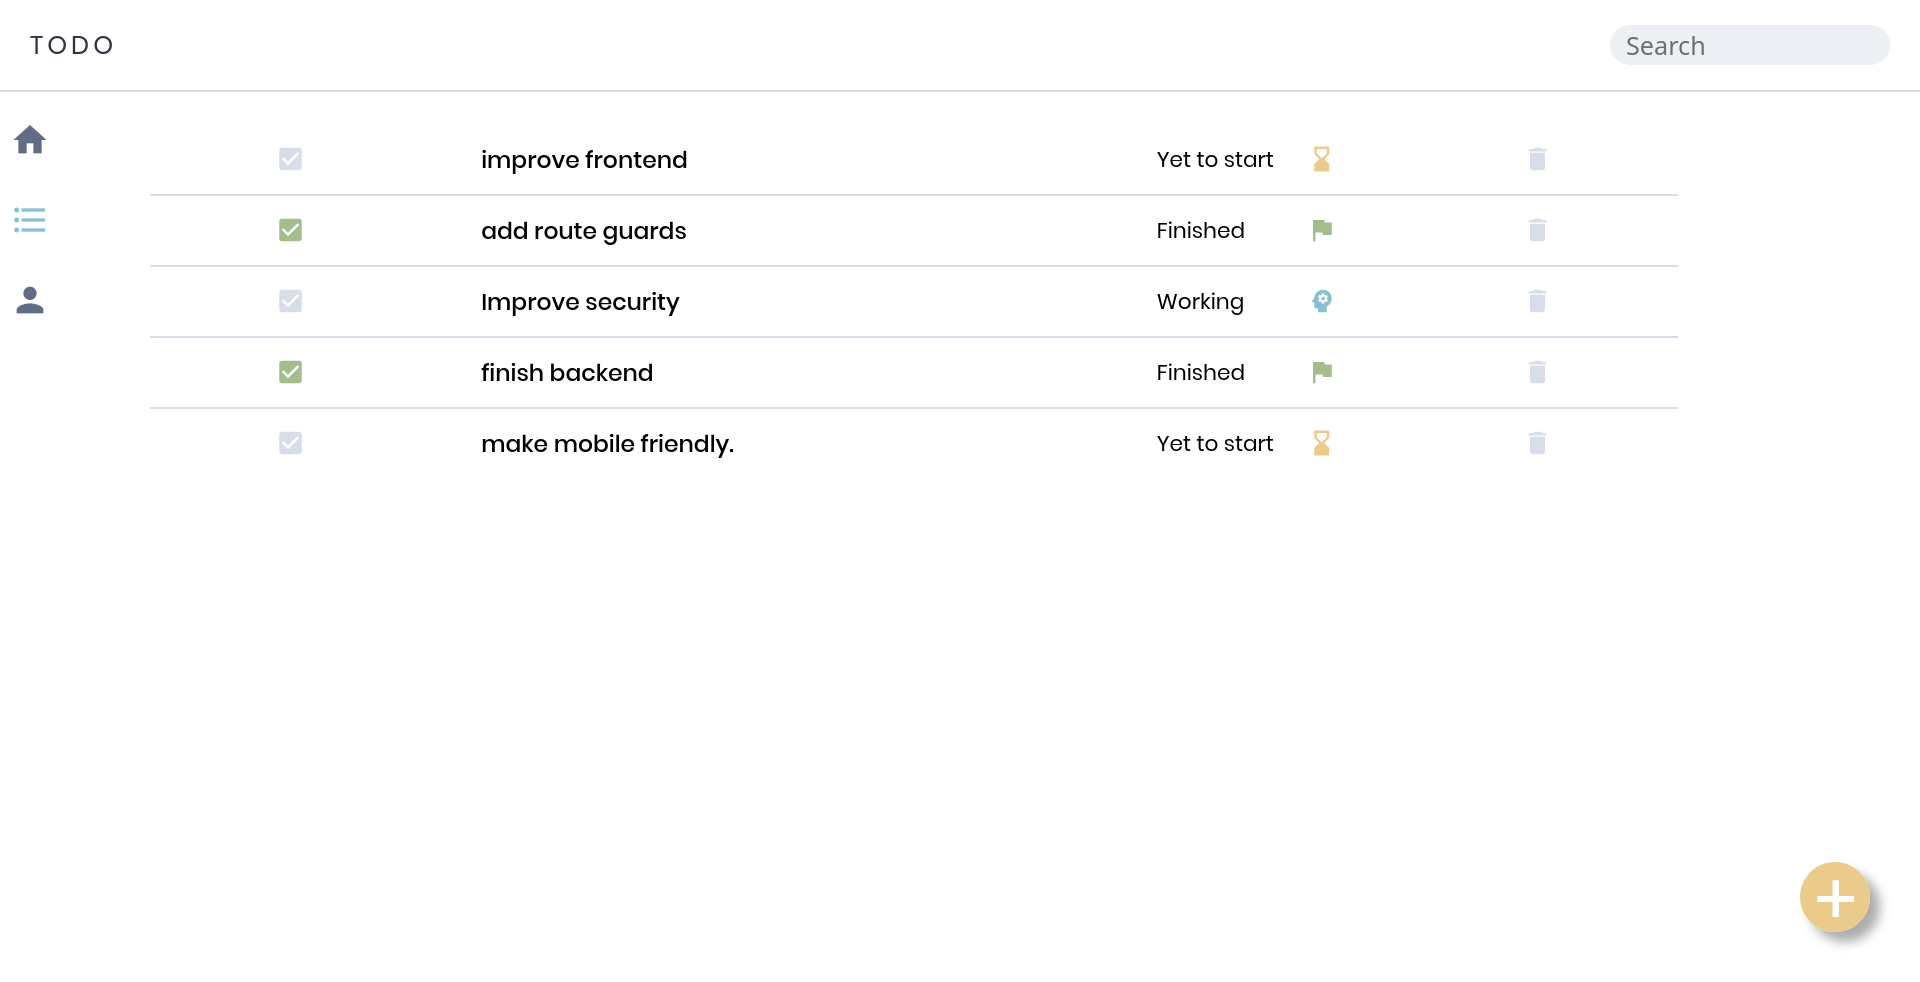 TODO
Search
improve frontend Yet to start
add route guards Finished
Improve security Working
finish backend Finished
make mobile friendly. Yet to start